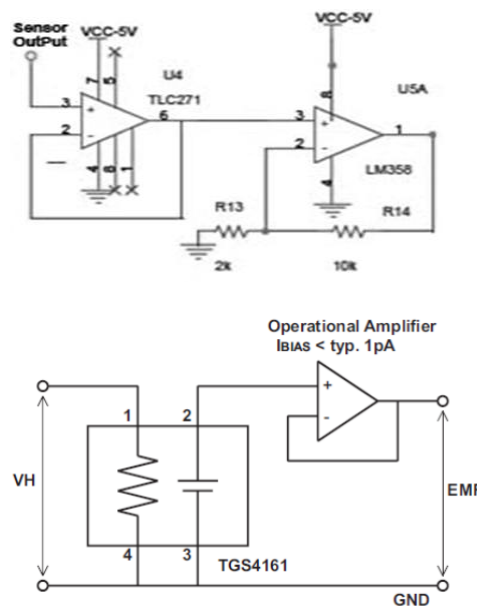 Sensor
OutPut
VCC-5V
7
5
U4
TLC271
3
+
2
-
6
4
8
1
VCC-5V
8
U5A
3
+
2
-
1
4
LM358
R13
2k
R14
10k
Operational Amplifier
IBIAS < typ. 1pA
+
-
1
2
VH
EMF
4
3
TGS4161
GND